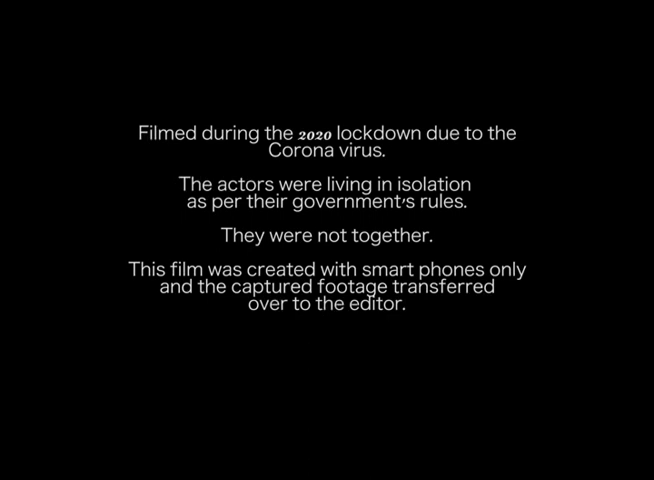 Filmed during the 2020 lockdown due to the
Corona virus.
The actors were living in isolation
as per their government's rules.
They were not together.
This film was created with smart phones only
and the captured footage transferred
over to the editor.